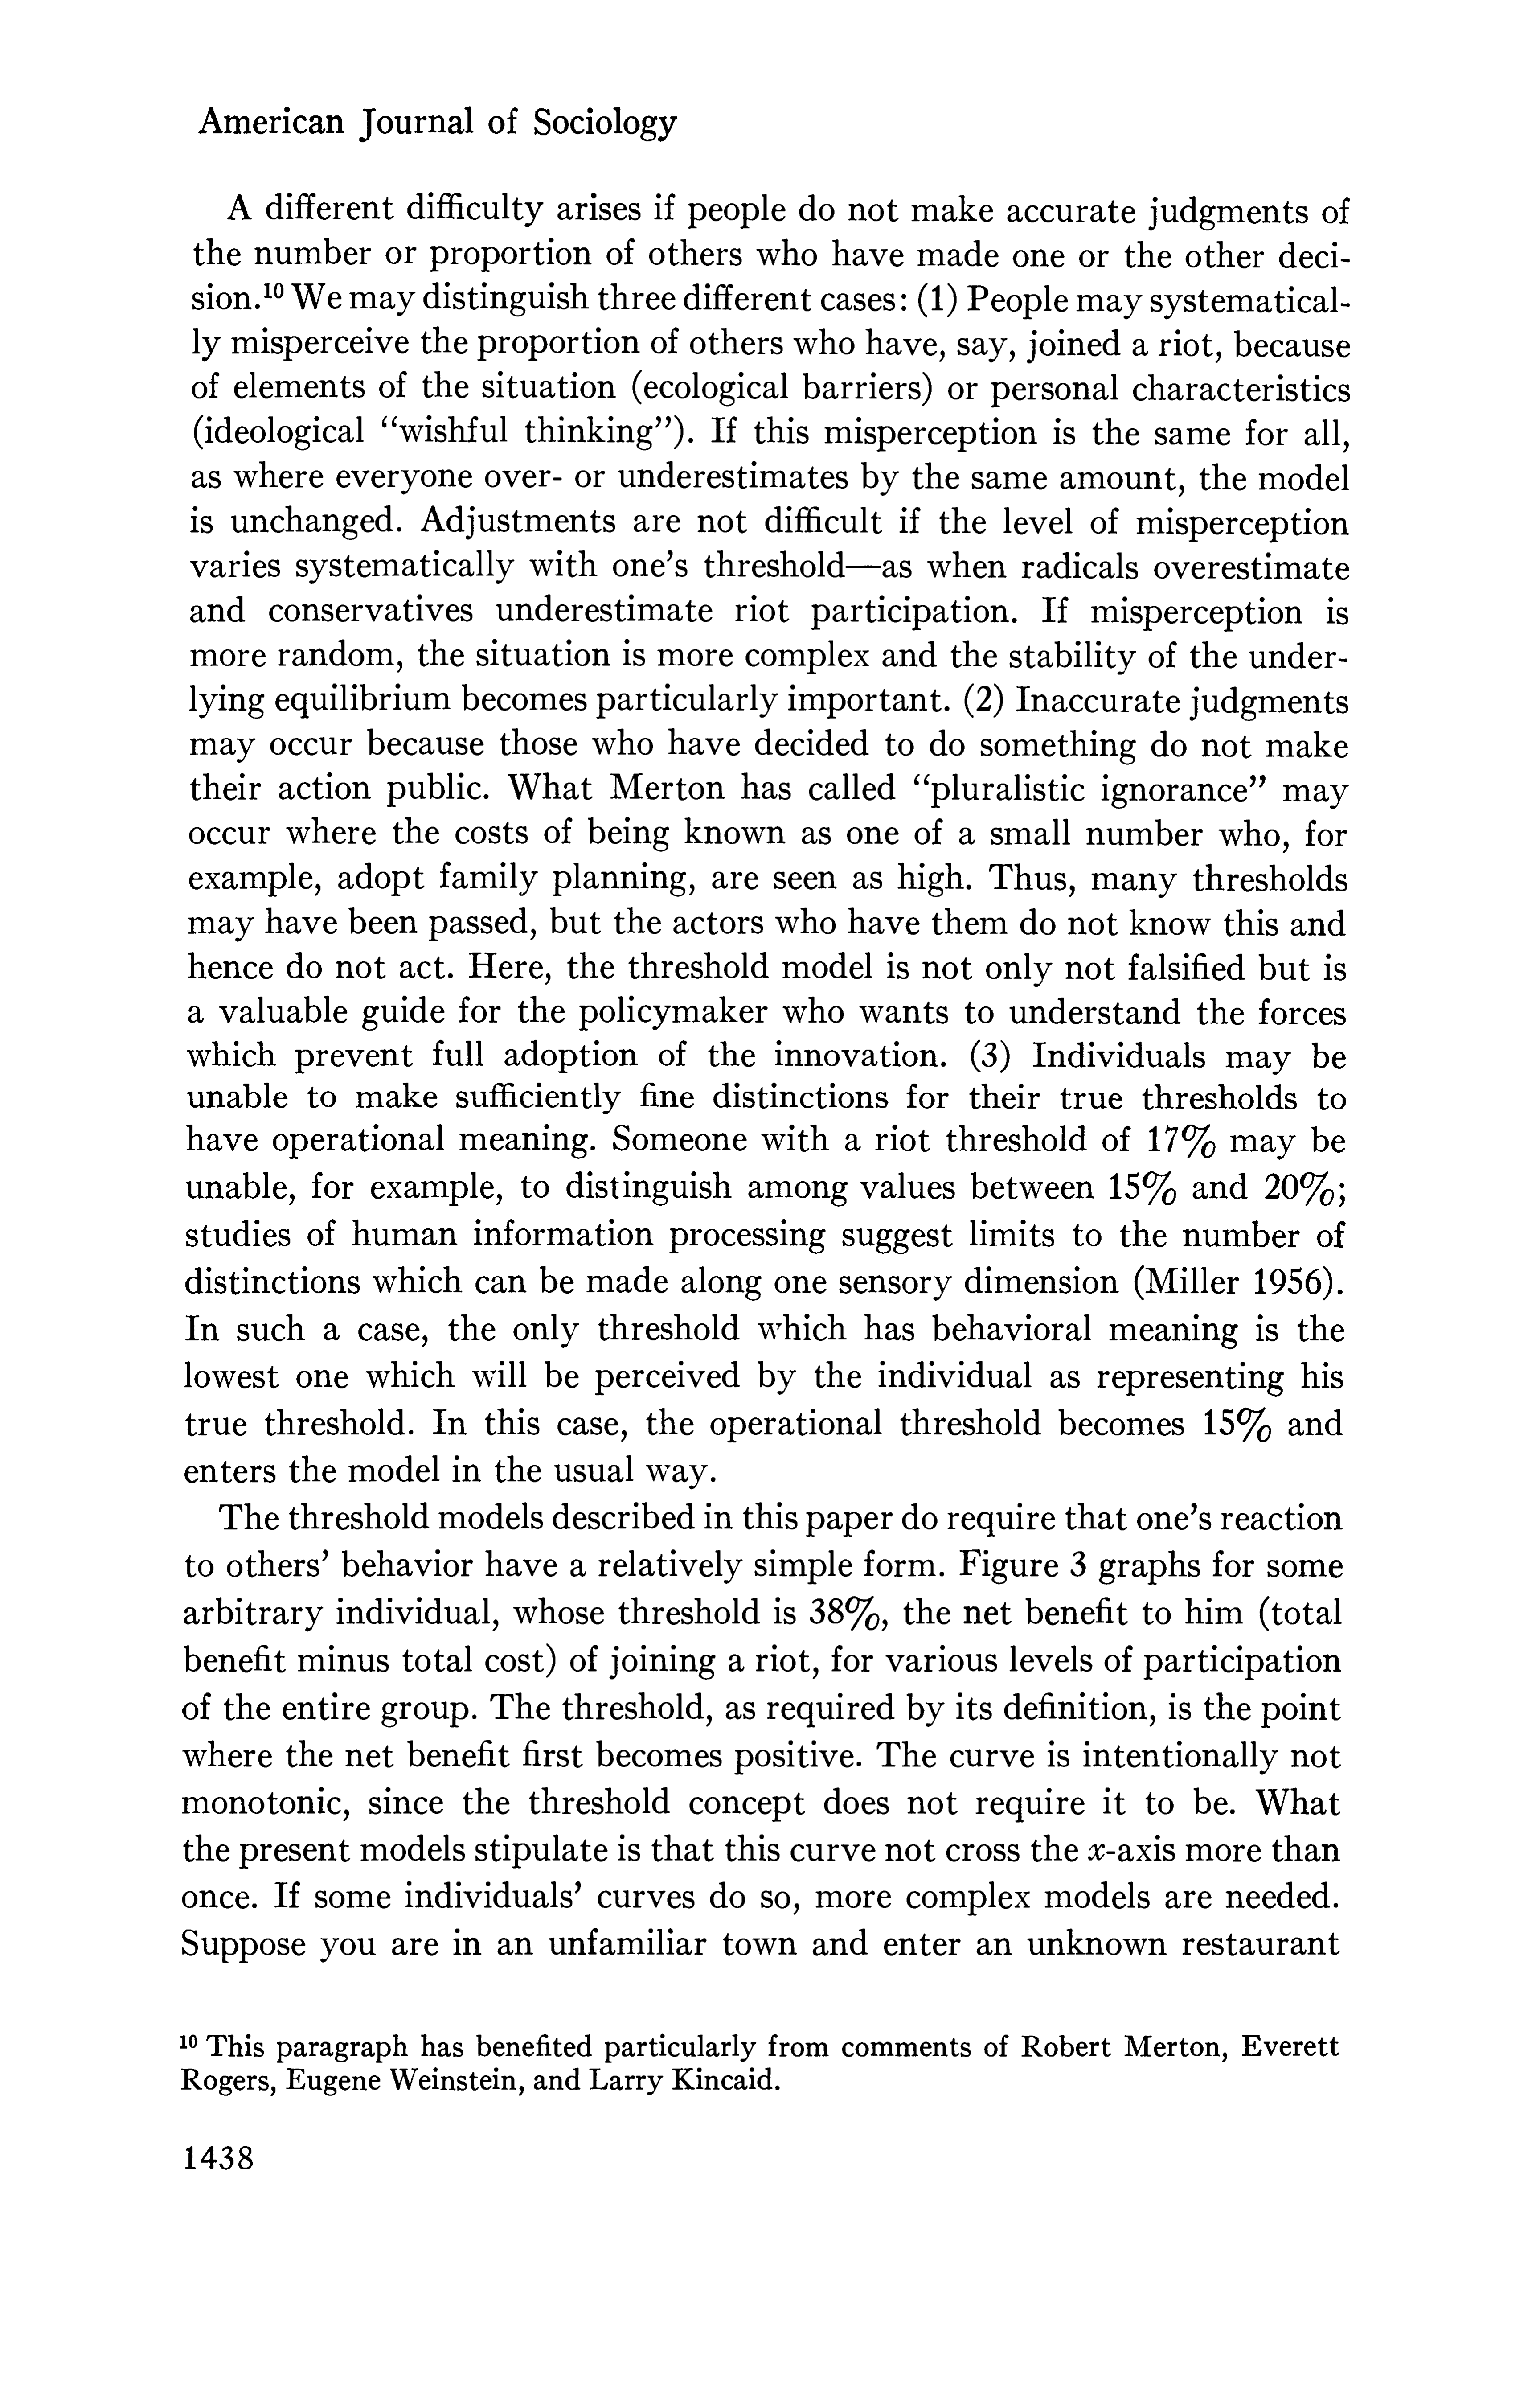 American Journal of Sociology
A different difficulty arises if people do not make accurate judgments of
the number or proportion of others who have made one or the other deci-
sion.¹⁰ We may distinguish three different cases: (1) People may systematical-
ly misperceive the proportion of others who have, say, joined a riot, because
of elements of the situation (ecological barriers) or personal characteristics
(ideological “wishful thinking”). If this misperception is the same for all,
as where everyone over- or underestimates by the same amount, the model
is unchanged. Adjustments are not difficult if the level of misperception
varies systematically with one’s threshold—as when radicals overestimate
and conservatives underestimate riot participation. If misperception is
more random, the situation is more complex and the stability of the under-
lying equilibrium becomes particularly important. (2) Inaccurate judgments
may occur because those who have decided to do something do not make
their action public. What Merton has called “pluralistic ignorance” may
occur where the costs of being known as one of a small number who, for
example, adopt family planning, are seen as high. Thus, many thresholds
may have been passed, but the actors who have them do not know this and
hence do not act. Here, the threshold model is not only not falsified but is
a valuable guide for the policymaker who wants to understand the forces
which prevent full adoption of the innovation. (3) Individuals may be
unable to make sufficiently fine distinctions for their true thresholds to
have operational meaning. Someone with a riot threshold of 17% may be
unable, for example, to distinguish among values between 15% and 20%;
studies of human information processing suggest limits to the number of
distinctions which can be made along one sensory dimension (Miller 1956).
In such a case, the only threshold which has behavioral meaning is the
lowest one which will be perceived by the individual as representing his
true threshold. In this case, the operational threshold becomes 15% and
enters the model in the usual way.
The threshold models described in this paper do require that one’s reaction
to others’ behavior have a relatively simple form. Figure 3 graphs for some
arbitrary individual, whose threshold is 38%, the net benefit to him (total
benefit minus total cost) of joining a riot, for various levels of participation
of the entire group. The threshold, as required by its definition, is the point
where the net benefit first becomes positive. The curve is intentionally not
monotonic, since the threshold concept does not require it to be. What
the present models stipulate is that this curve not cross the x-axis more than
once. If some individuals’ curves do so, more complex models are needed.
Suppose you are in an unfamiliar town and enter an unknown restaurant
¹⁰ This paragraph has benefited particularly from comments of Robert Merton, Everett
Rogers, Eugene Weinstein, and Larry Kincaid.
1438